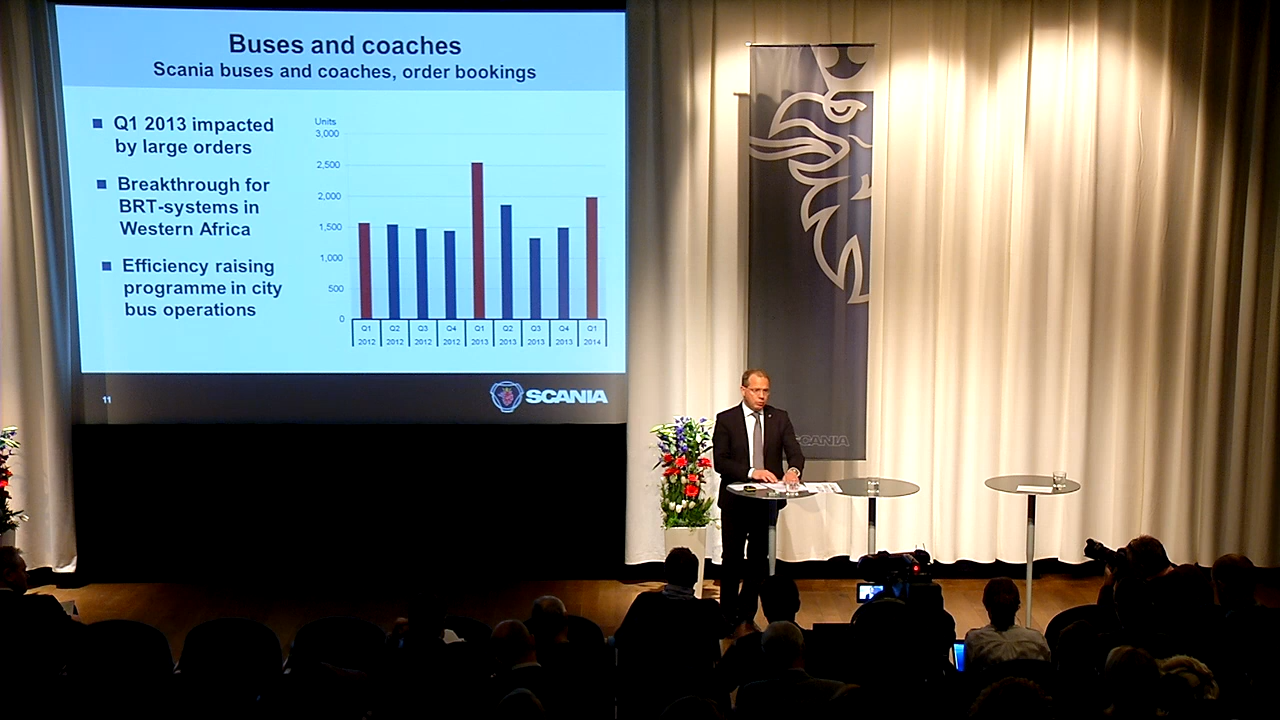 Buses and coaches
Scania buses and coaches, order bookings
Q1 2013 impacted
by large orders
Breakthrough for
BRT-systems in
Western Africa
Efficiency raising
programme in city
bus operations
Units
3,000
2,500
2,000
1,500
1,000
500
0
Q1 Q2 Q3 Q4 Q1 Q2 Q3 Q4 Q1
2012 2012 2012 2012 2013 2013 2013 2013 2014
11
SCANIA
SCANIA